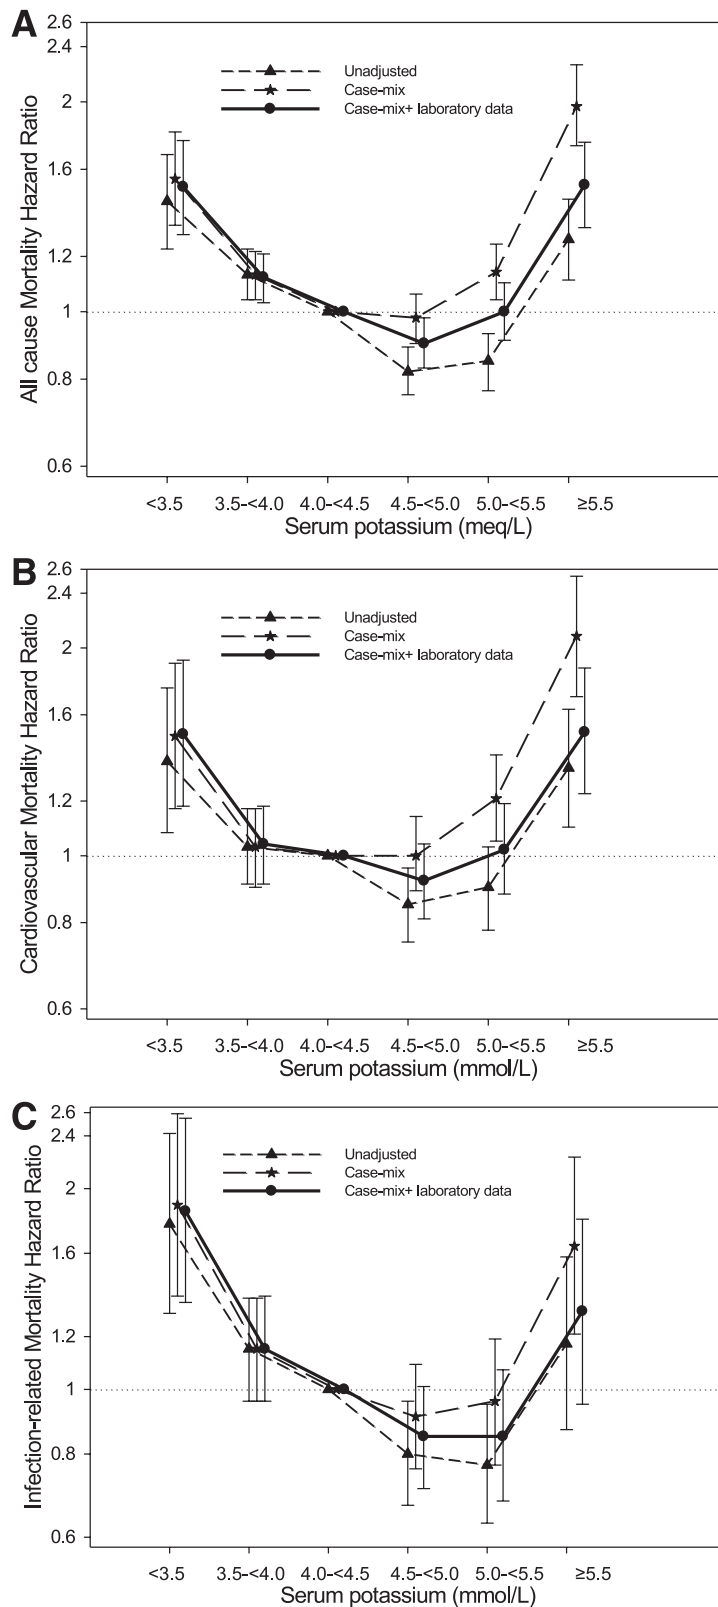 A
All cause Mortality Hazard Ratio
2.6
2.4
2
1.6
1.2
1
0.8
0.6
Unadjusted
Case-mix
Case-mix+ laboratory data
<3.5 3.5-<4.0 4.0-<4.5 4.5-<5.0 5.0-<5.5 ≥5.5
Serum potassium (meq/L)
B
Cardiovascular Mortality Hazard Ratio
2.6
2.4
2
1.6
1.2
1
0.8
0.6
Unadjusted
Case-mix
Case-mix+ laboratory data
<3.5 3.5-<4.0 4.0-<4.5 4.5-<5.0 5.0-<5.5 ≥5.5
Serum potassium (mmol/L)
C
Infection-related Mortality Hazard Ratio
2.6
2.4
2
1.6
1.2
1
0.8
0.6
Unadjusted
Case-mix
Case-mix+ laboratory data
<3.5 3.5-<4.0 4.0-<4.5 4.5-<5.0 5.0-<5.5 ≥5.5
Serum potassium (mmol/L)